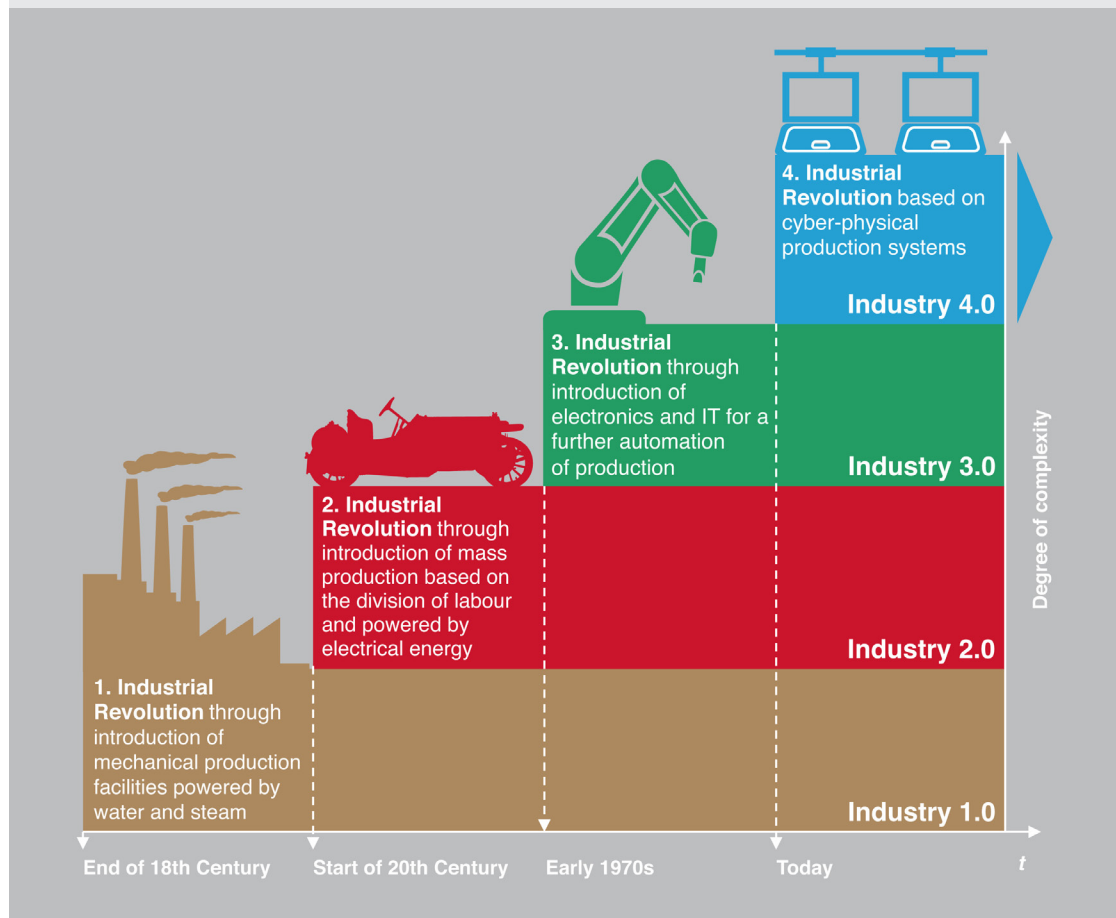 4. Industrial
Revolution based on
cyber-physical
production systems
Industry 4.0
3. Industrial
Revolution through
introduction of
electronics and IT for a
further automation
of production
Industry 3.0
2. Industrial
Revolution through
introduction of mass
production based on
the division of labour
and powered by
electrical energy
Industry 2.0
1. Industrial
Revolution through
introduction of
mechanical production
facilities powered by
water and steam
Industry 1.0
Degree of complexity
End of 18th Century
Start of 20th Century
Early 1970s
Today
t